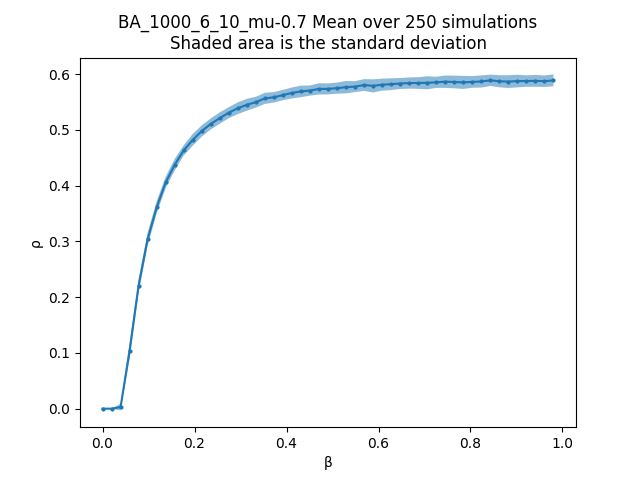 BA_1000_6_10_mu-0.7 Mean over 250 simulations
Shaded area is the standard deviation
0.6
0.5
0.4
0.3
0.2
0.1
0.0
ρ
0.0 0.2 0.4 0.6 0.8 1.0
β